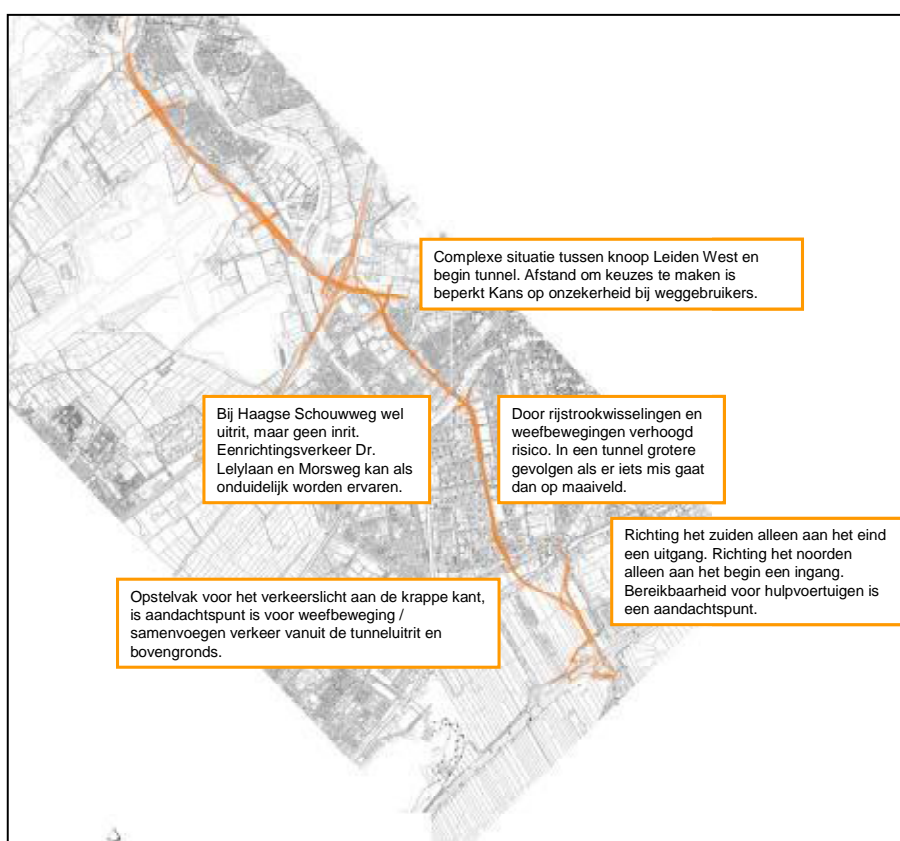 Complexe situatie tussen knoop Leiden West en
begin tunnel. Afstand om keuzes te maken is
beperkt Kans op onzekerheid bij weggebruikers.
Bij Haagse Schouwweg wel
uitrit, maar geen inrit.
Eenrichtingsverkeer Dr.
Lelylaan en Morsweg kan als
onduidelijk worden ervaren.
Door rijstrookwisselingen en
weefbewegingen verhoogd
risico. In een tunnel grotere
gevolgen als er iets mis gaat
dan op maaiveld.
Richting het zuiden alleen aan het eind
een uitgang. Richting het noorden
alleen aan het begin een ingang.
Bereikbaarheid voor hulpvoertuigen is
een aandachtspunt.
Opstelvak voor het verkeerslicht aan de krappe kant,
is aandachtspunt is voor weefbeweging /
samenvoegen verkeer vanuit de tunneluitrit en
bovengronds.